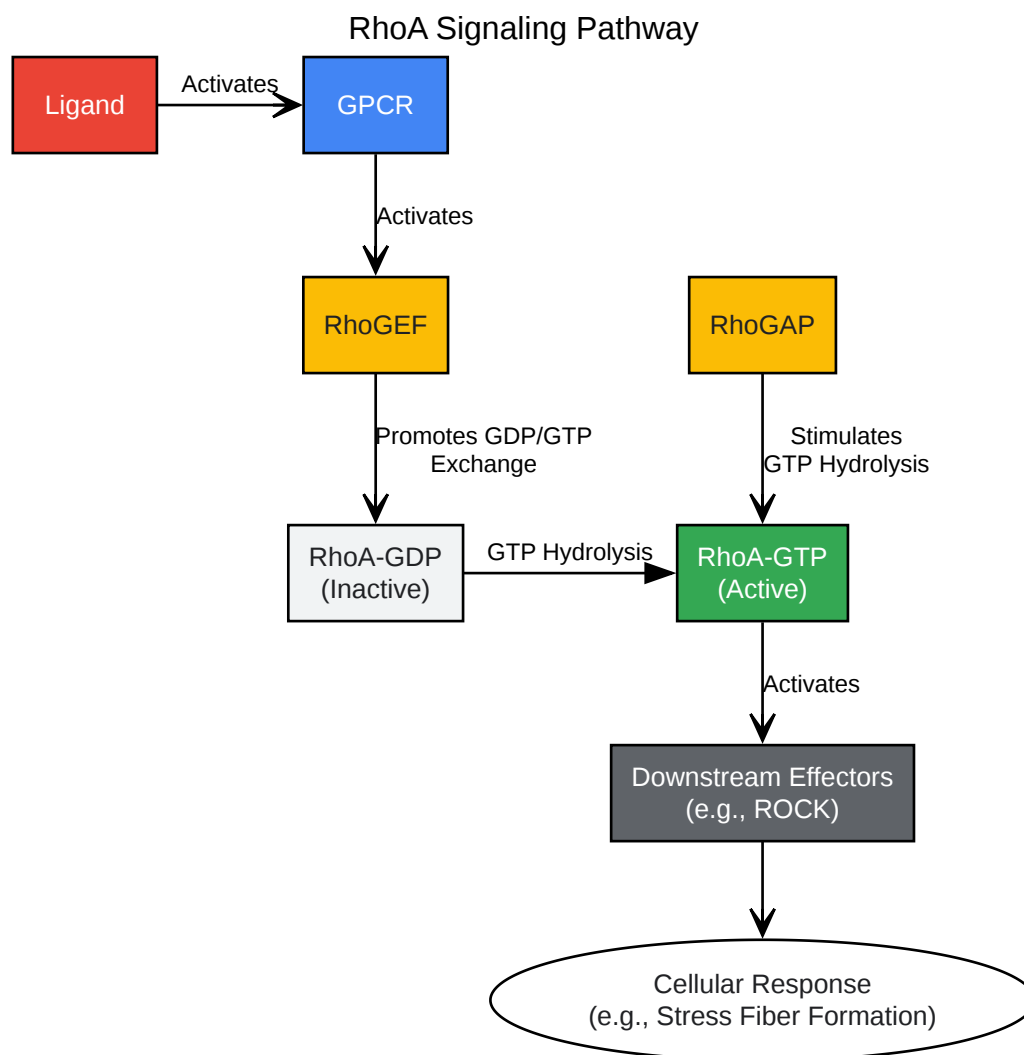 RhoA Signaling Pathway
Ligand
Activates
GPCR
Activates
RhoGEF
RhoGAP
Promotes GDP/GTP
Exchange
Stimulates
GTP Hydrolysis
RhoA-GDP
(Inactive)
GTP Hydrolysis
RhoA-GTP
(Active)
Activates
Downstream Effectors
(e.g., ROCK)
Cellular Response
(e.g., Stress Fiber Formation)